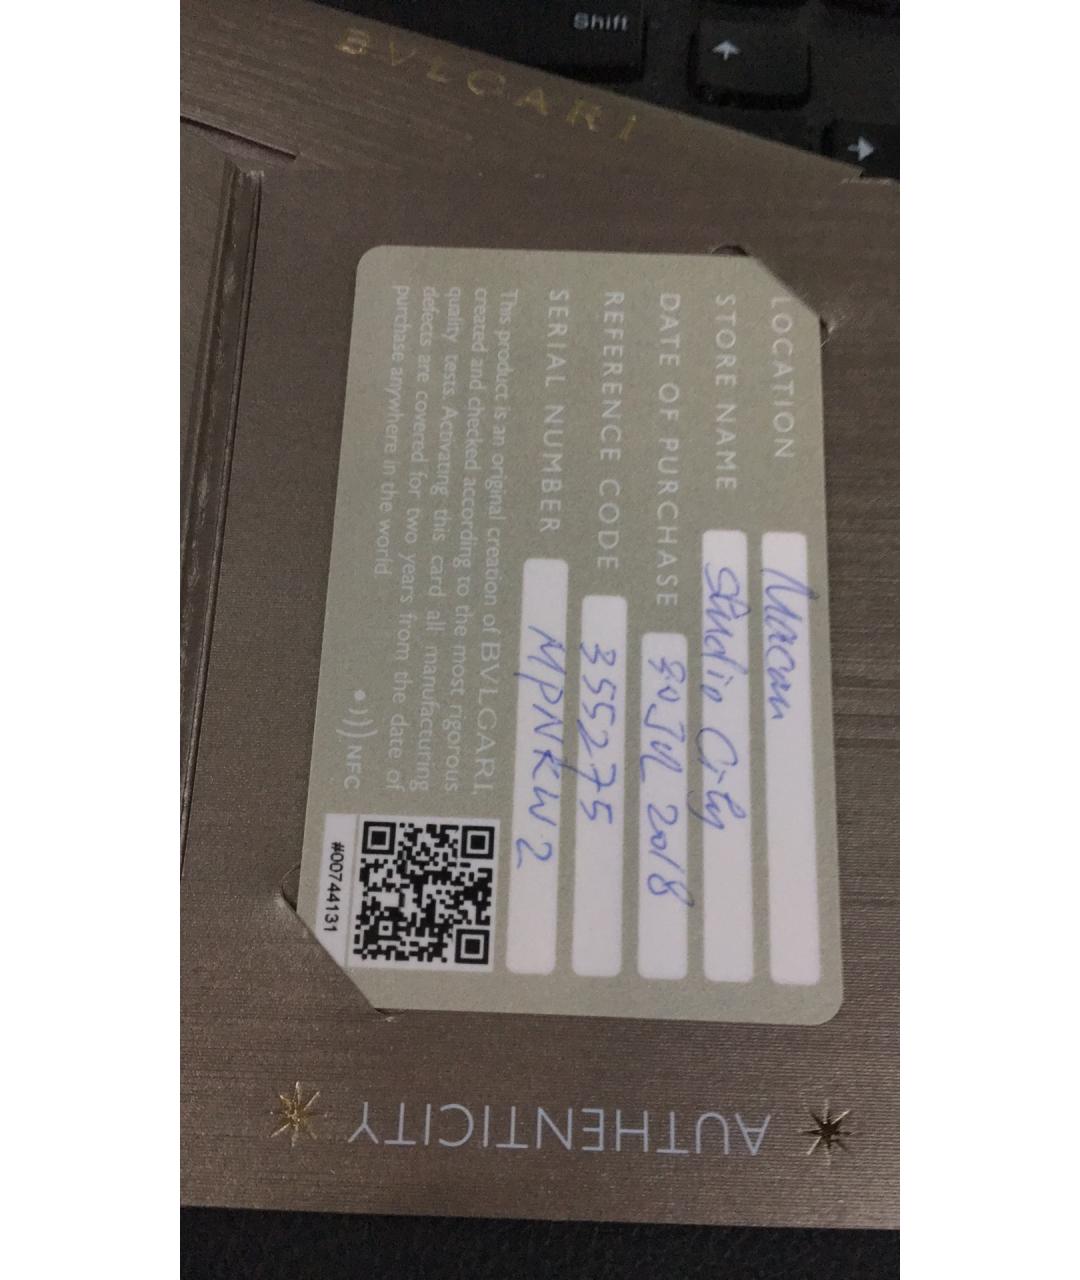 Shift
BVLGARI
LOCATION Macau
STORE NAME Studio City
DATE OF PURCHASE 30 JUL 2018
REFERENCE CODE 355275
SERIAL NUMBER MPNRW2
This product is an original creation of BVLGARI,
created and checked according to the most rigorous
quality tests. Activating this card all manufacturing
defects are covered for two years from the date of
purchase anywhere in the world.
NFC
#00744131
AUTHENTICITY